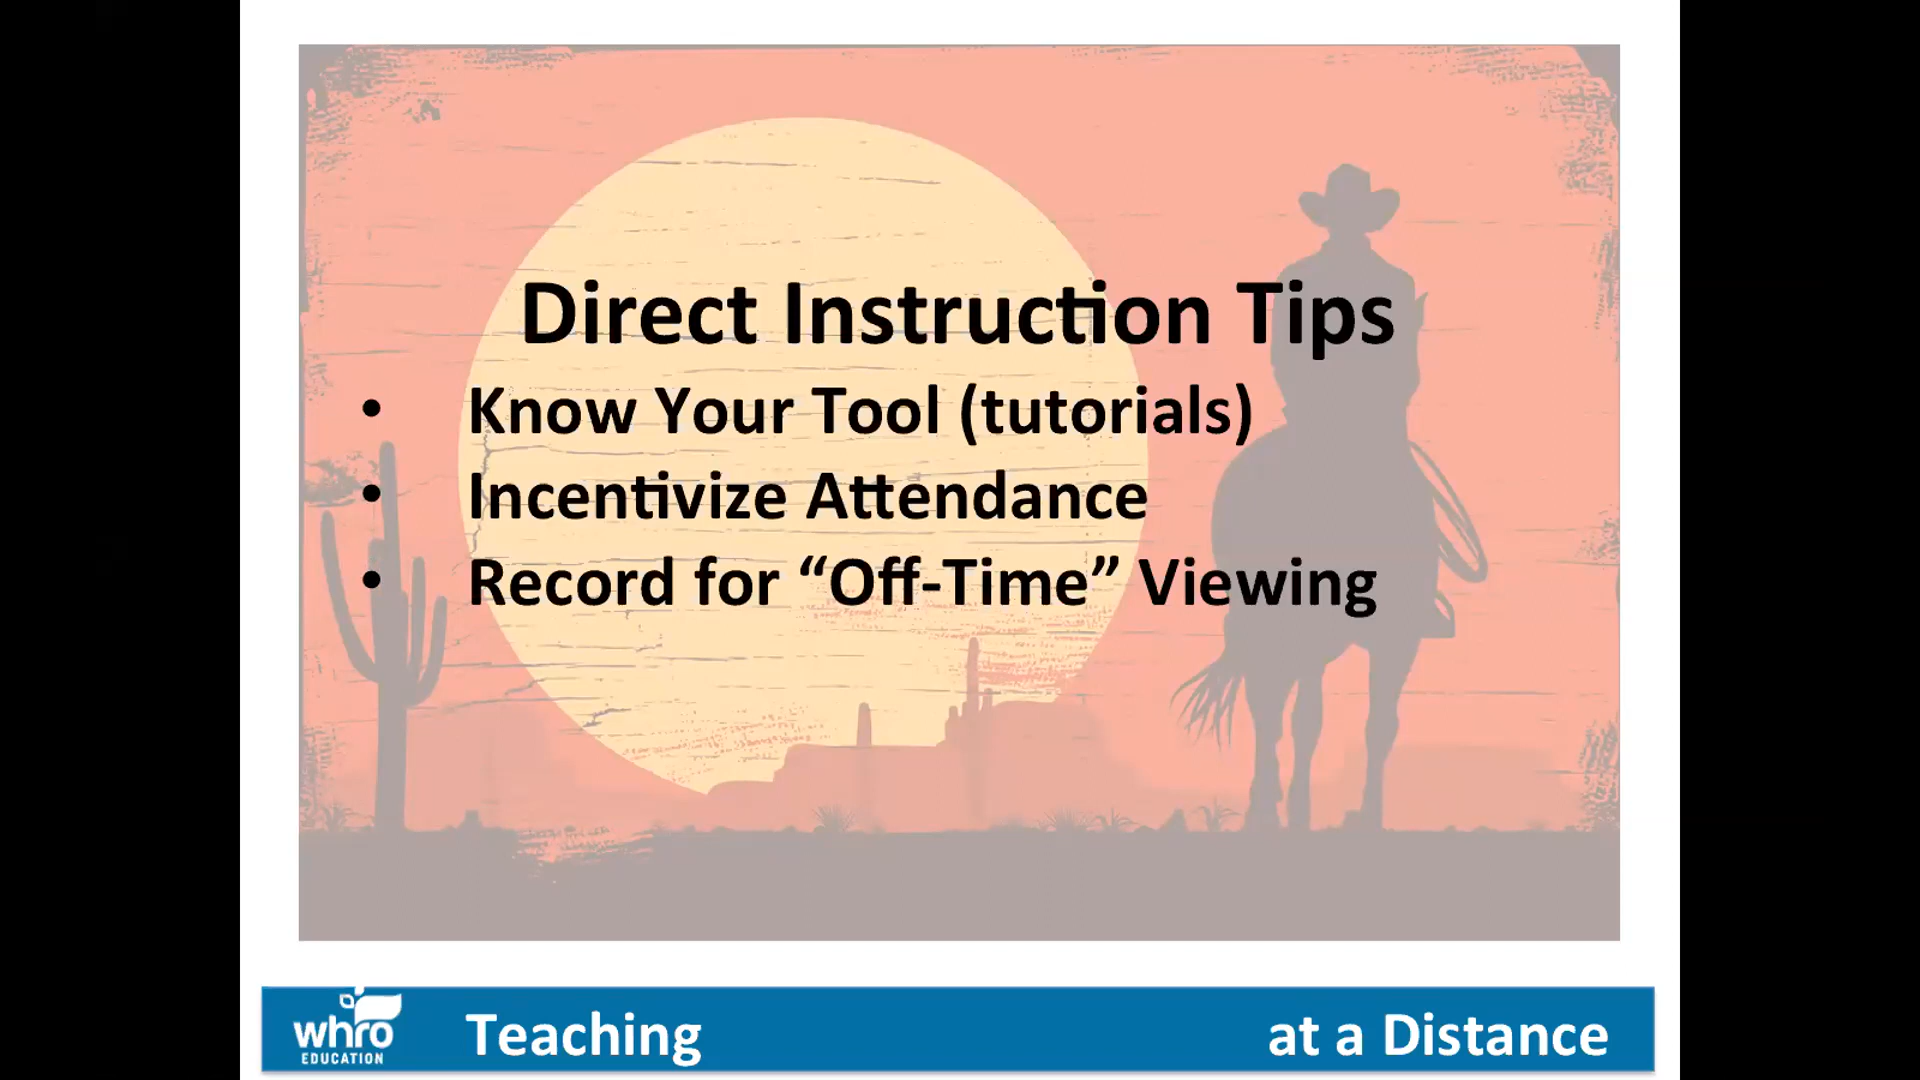 Direct Instruction Tips
• Know Your Tool (tutorials)
• Incentivize Attendance
• Record for “Off-Time” Viewing
whro
EDUCATION
Teaching at a Distance